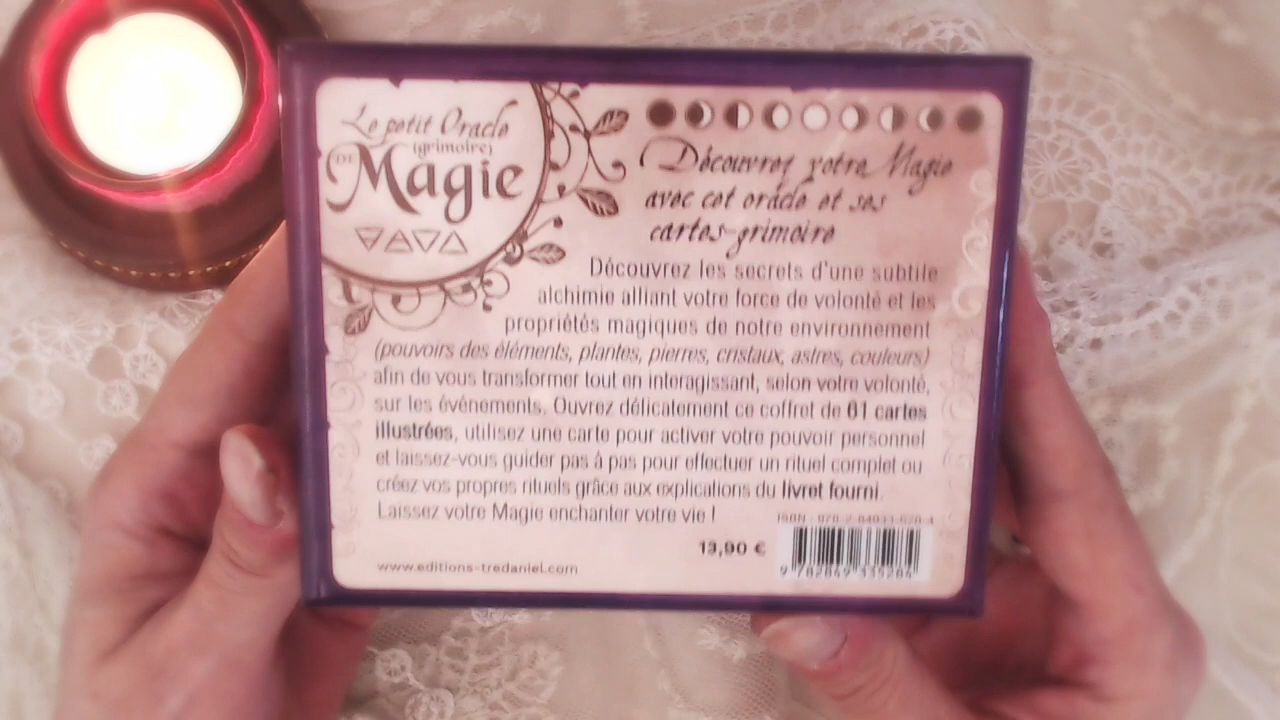 Le petit Oracle
(grimoire)
DE
Magie
Découvrez votre Magie
avec cet oracle et ses
cartes-grimoire
Découvrez les secrets d'une subtile
alchimie alliant votre force de volonté et les
propriétés magiques de notre environnement
(pouvoirs des éléments, plantes, pierres, cristaux, astres, couleurs)
afin de vous transformer tout en interagissant, selon votre volonté,
sur les événements. Ouvrez délicatement ce coffret de 61 cartes
illustrées, utilisez une carte pour activer votre pouvoir personnel
et laissez-vous guider pas à pas pour effectuer un rituel complet ou
créez vos propres rituels grâce aux explications du livret fourni.
Laissez votre Magie enchanter votre vie !
13,90 €
www.editions-tredaniel.com